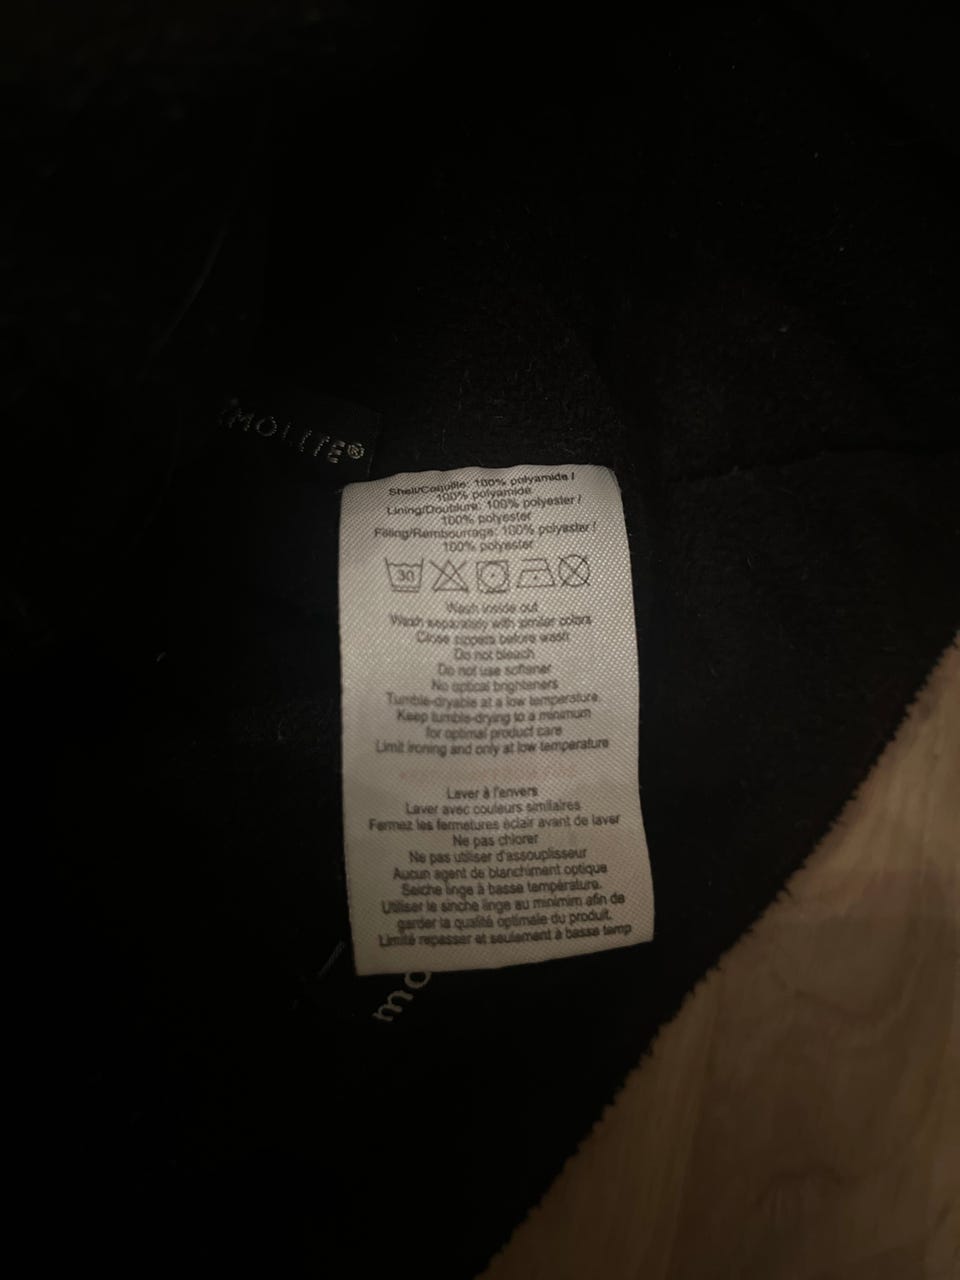 MOLITE®
Shell/Coquille: 100% polyamide /
100% polyamide
Lining/Doublure: 100% polyester /
100% polyester
Filling/Rembourrage: 100% polyester /
100% polyester
30
Wash inside out
Wash separately with similar colors
Close zippers before wash
Do not bleach
Do not use softener
No optical brighteners
Tumble-dryable at a low temperature.
Keep tumble-drying to a minimum
for optimal product care
Limit ironing and only at low temperature
Laver à l'envers
Laver avec couleurs similaires
Fermez les fermetures éclair avant de laver
Ne pas chlorer
Ne pas utiliser d'assouplisseur
Aucun agent de blanchiment optique
Seiche linge à basse température.
Utiliser le sinche linge au minimim afin de
garder la qualité optimale du produit.
Limité repasser et seulement à basse temp
mo